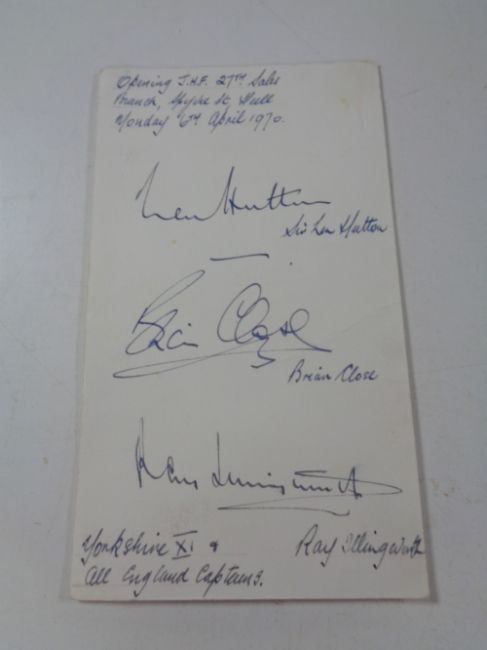 Opening J.H.F. 27TH Sales
Branch, St. Hull
Monday 6TH April 1970.
Len Hutton
Sir Len Hutton
Brian Close
Brian Close
Ray Illingworth
Yorkshire XI &
Ray Illingworth
All England Captains.